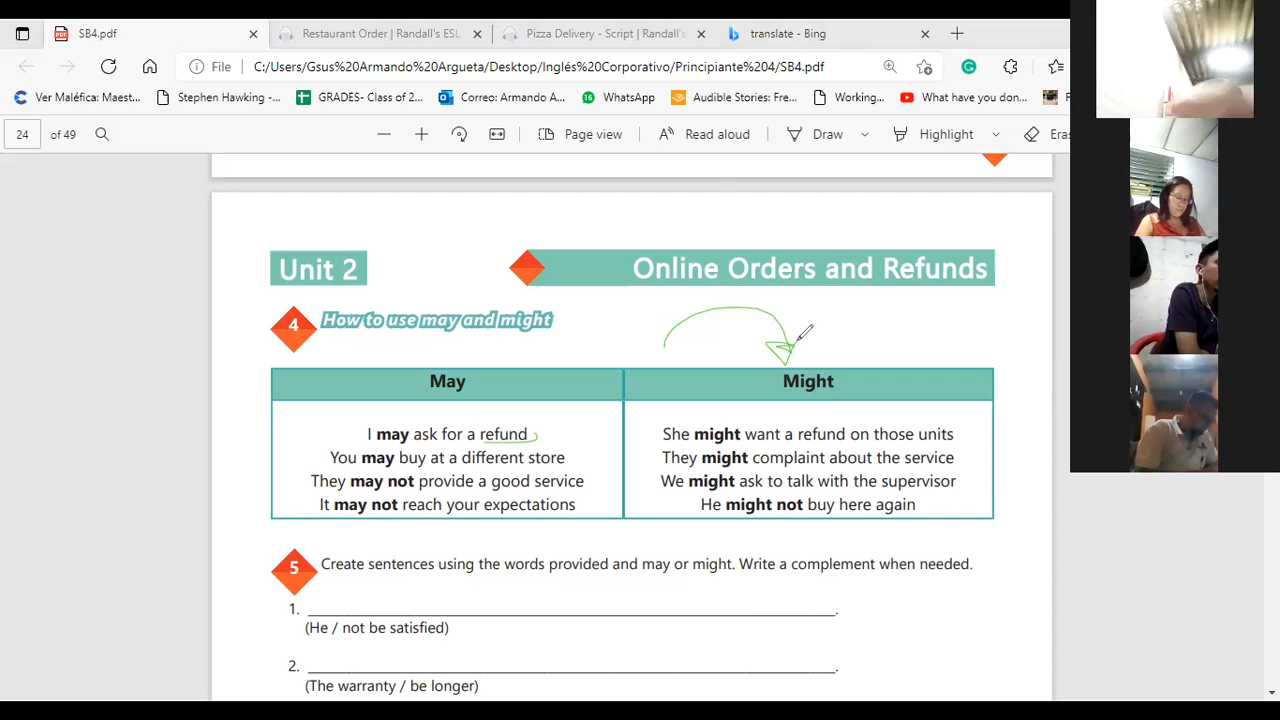 SB4.pdf
Restaurant Order | Randall's ESL
Pizza Delivery - Script | Randall's
translate - Bing
File
C:/Users/Gsus%20Armando%20Argueta/Desktop/Inglés%20Corporativo/Principiante%204/SB4.pdf
Ver Maléfica: Maest...
Stephen Hawking -...
GRADES- Class of 2...
Correo: Armando A...
16 WhatsApp
Audible Stories: Fre...
Working...
What have you don...
24 of 49
Page view
Read aloud
Draw
Highlight
Eras
Unit 2
Online Orders and Refunds
4 How to use may and might
May
Might
I may ask for a refund
She might want a refund on those units
You may buy at a different store
They might complaint about the service
They may not provide a good service
We might ask to talk with the supervisor
It may not reach your expectations
He might not buy here again
5 Create sentences using the words provided and may or might. Write a complement when needed.
1. ______.
(He / not be satisfied)
2. ______.
(The warranty / be longer)